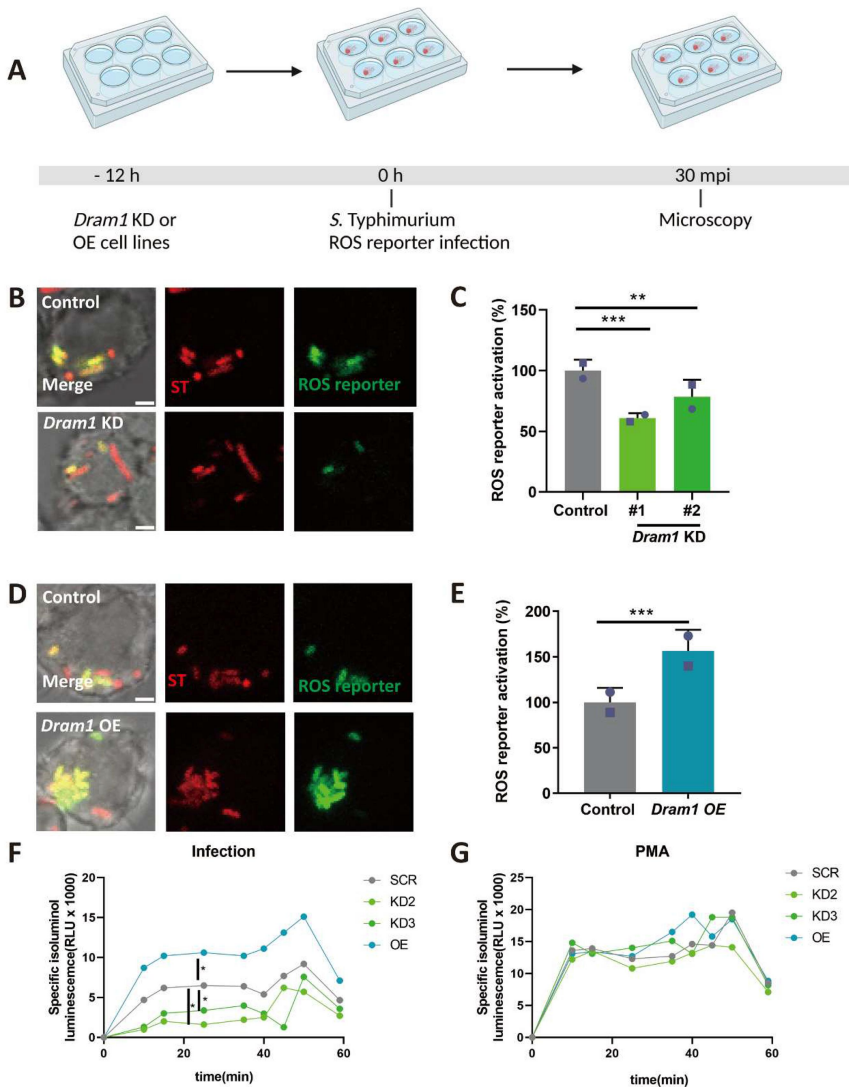 A
- 12 h
0 h
30 mpi
Dram1 KD or
OE cell lines
S. Typhimurium
ROS reporter infection
Microscopy
B
Control
Merge
ST
ROS reporter
Dram1 KD
C
ROS reporter activation (%)
150
100
50
0
**
***
Control
#1
#2
Dram1 KD
D
Control
Merge
ST
ROS reporter
Dram1 OE
E
ROS reporter activation (%)
200
150
100
50
0
***
Control
Dram1 OE
F
Infection
Specific isoluminol
luminescemce(RLU x 1000)
20
15
10
5
0
*
*
*
0
20
40
60
time(min)
SCR
KD2
KD3
OE
G
PMA
Specific isoluminol
luminescemce(RLU x 1000)
25
20
15
10
5
0
0
20
40
60
time(min)
SCR
KD2
KD3
OE